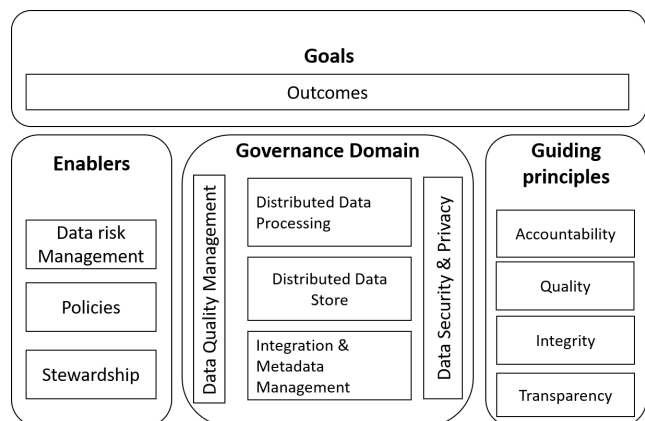 Goals
Outcomes
Enablers
Data risk
Management
Policies
Stewardship
Governance Domain
Data Quality Management
Distributed Data
Processing
Distributed Data
Store
Integration &
Metadata
Management
Data Security & Privacy
Guiding
principles
Accountability
Quality
Integrity
Transparency